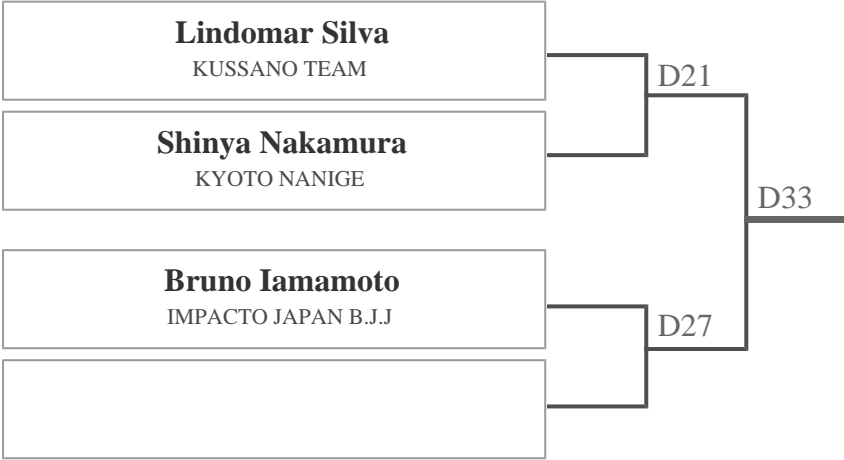 Lindomar Silva
KUSSANO TEAM
D21
Shinya Nakamura
KYOTO NANIGE
D33
Bruno Iamamoto
IMPACTO JAPAN B.J.J
D27